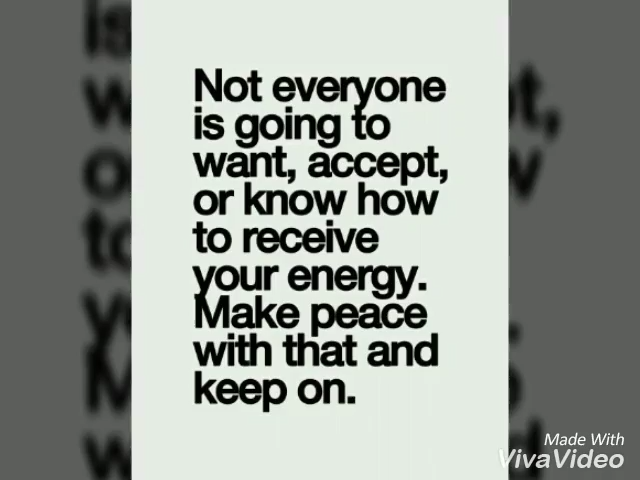 Not everyone
is going to
want, accept,
or know how
to receive
your energy.
Make peace
with that and
keep on.
Made With
VivaVideo